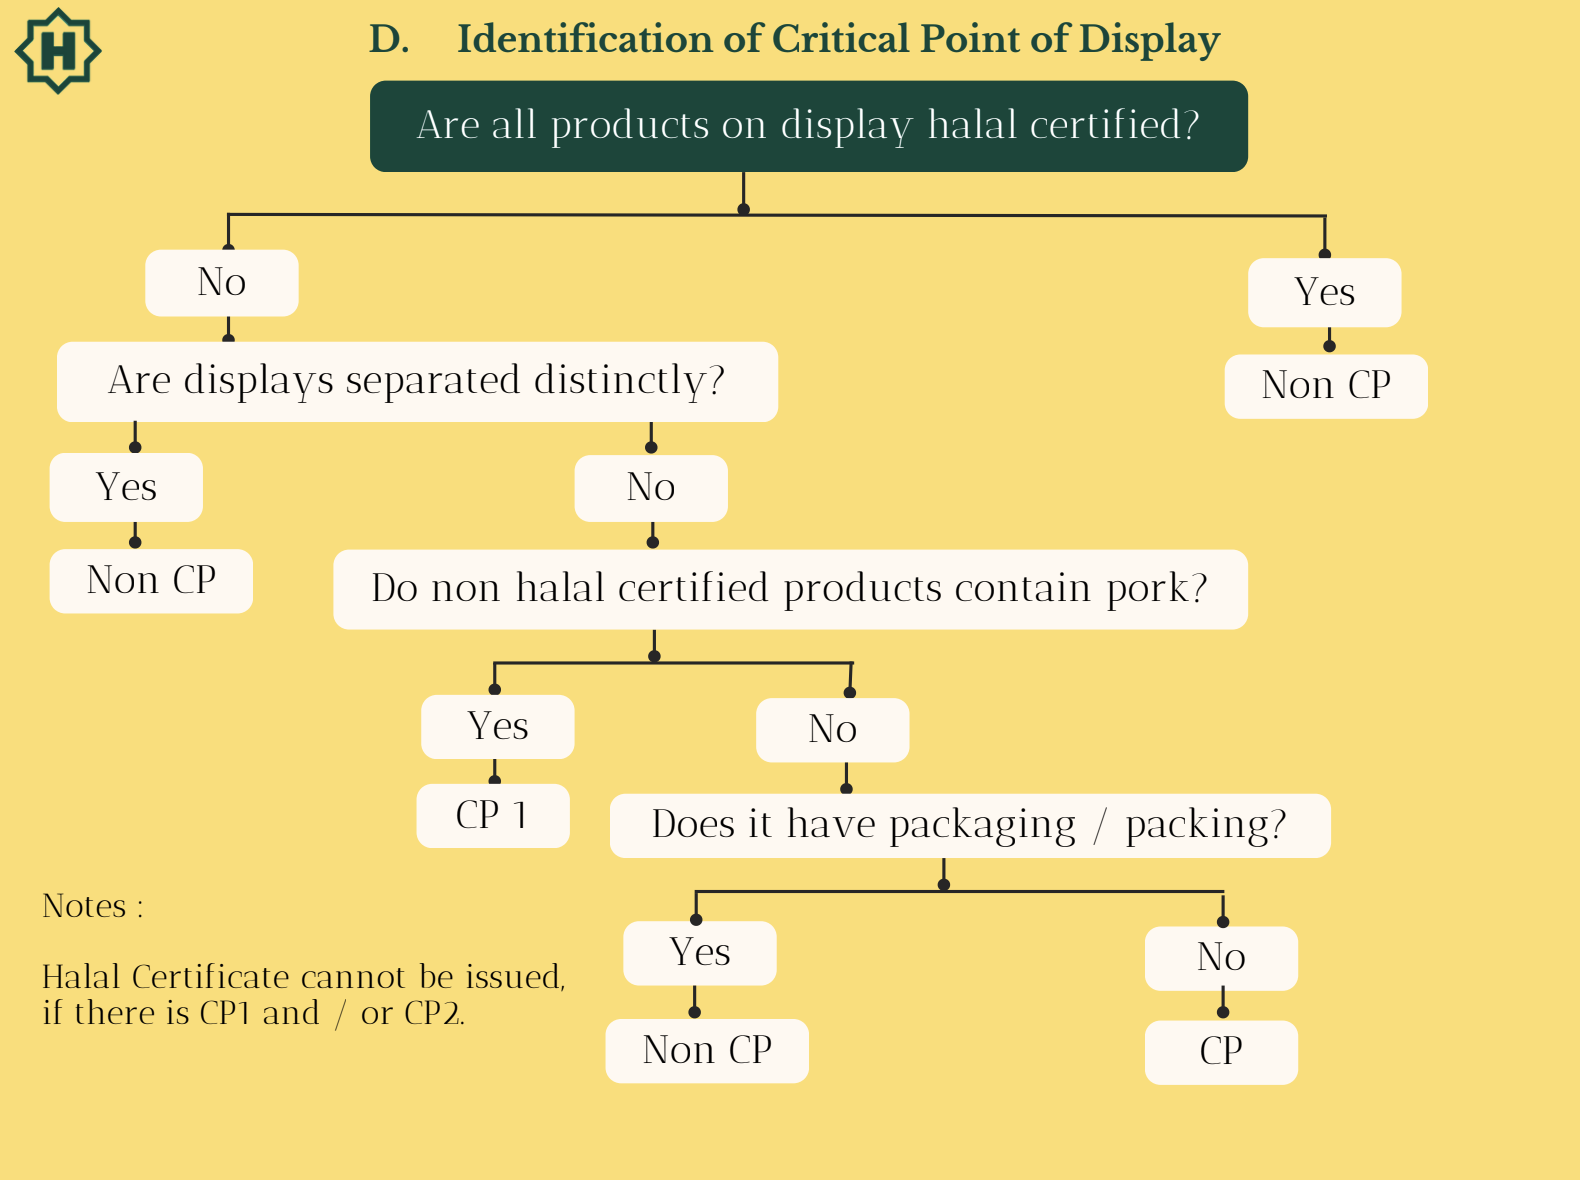 H
D. Identification of Critical Point of Display
Are all products on display halal certified?
No
Yes
Are displays separated distinctly?
Non CP
Yes
No
Non CP
Do non halal certified products contain pork?
Yes
No
CP 1
Does it have packaging / packing?
Notes :
Yes
No
Halal Certificate cannot be issued,
if there is CP1 and / or CP2.
Non CP
CP